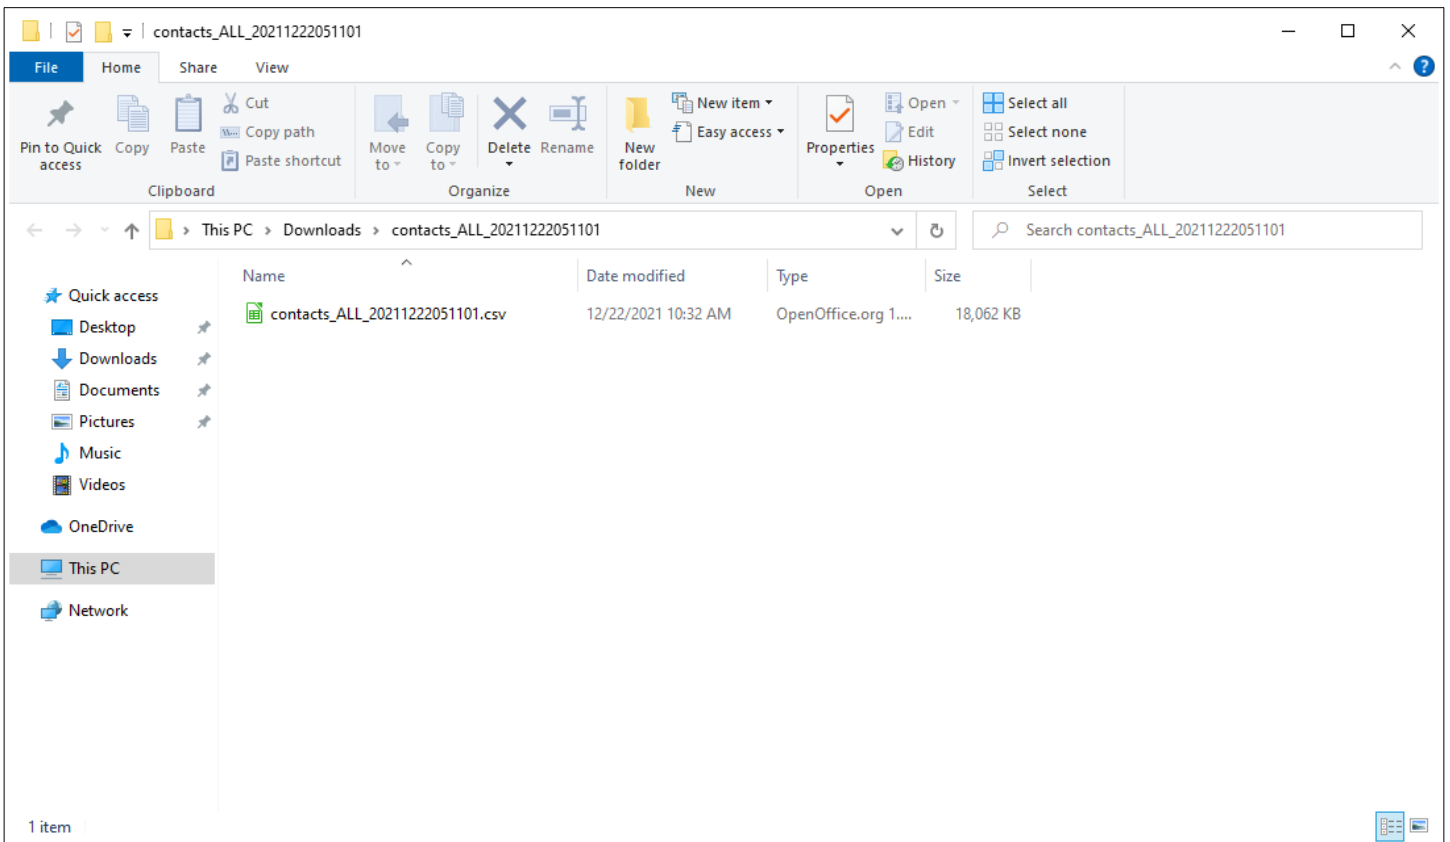 contacts_ALL_20211222051101
File Home Share View
Pin to Quick access
Copy
Paste
Cut
Copy path
Paste shortcut
Clipboard
Move to
Copy to
Delete
Rename
Organize
New folder
New item
Easy access
New
Properties
Open
Edit
History
Open
Select all
Select none
Invert selection
Select
This PC > Downloads > contacts_ALL_20211222051101
Search contacts_ALL_20211222051101
Name Date modified Type Size
contacts_ALL_20211222051101.csv 12/22/2021 10:32 AM OpenOffice.org 1.... 18,062 KB
Quick access
Desktop
Downloads
Documents
Pictures
Music
Videos
OneDrive
This PC
Network
1 item